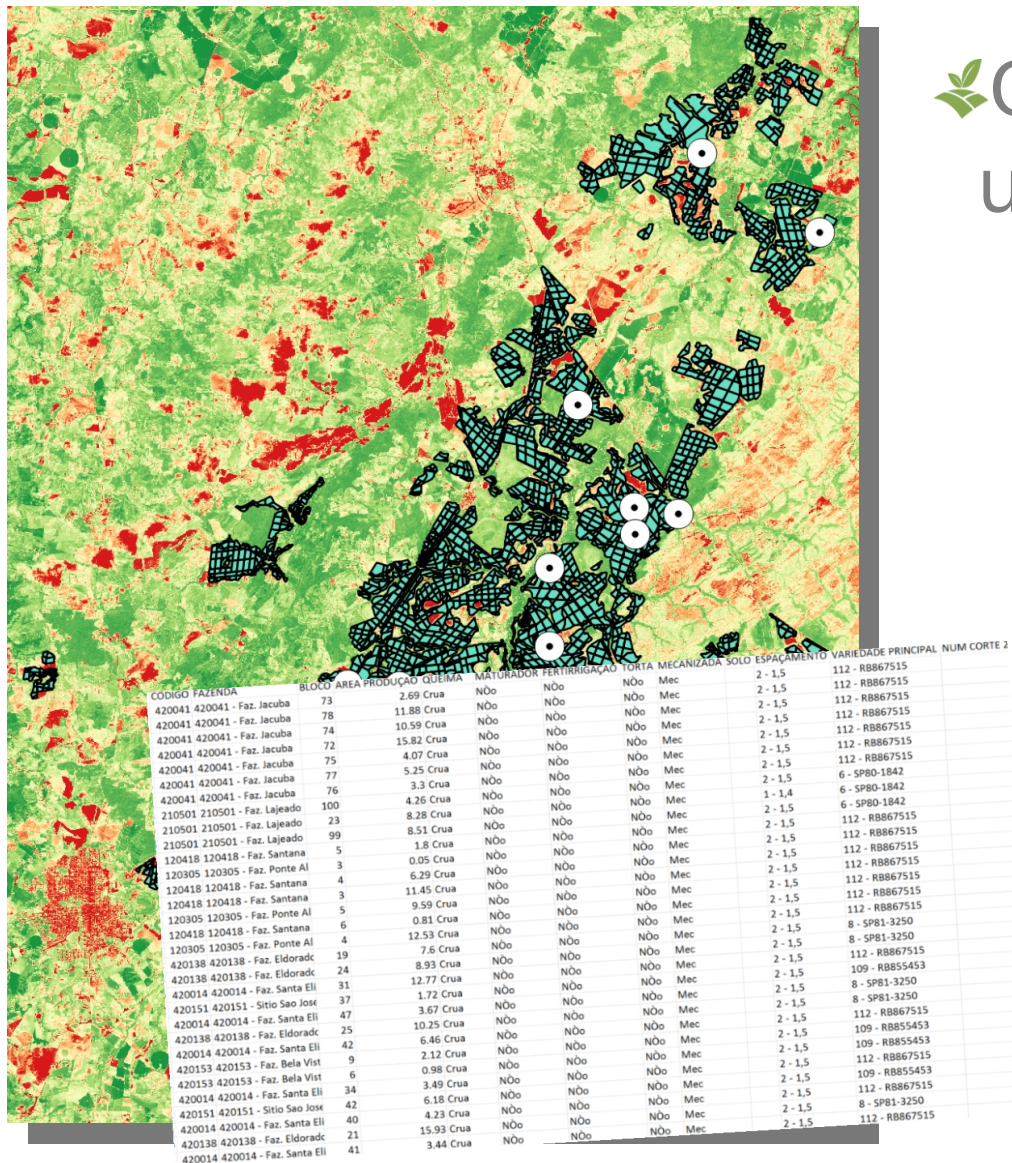 C
u
CODIGO FAZENDA BLOCO AREA PRODUÇÃO QUEIMA MATURADOR FERTIRRIGAÇÃO TORTA MECANIZADA SOLO ESPAÇAMENTO VARIEDADE PRINCIPAL NUM CORTE 2
420041 420041 - Faz. Jacuba 73 2.69 Crua NÒo NÒo NÒo Mec 2 - 1,5 112 - RB867515
420041 420041 - Faz. Jacuba 78 11.88 Crua NÒo NÒo NÒo Mec 2 - 1,5 112 - RB867515
420041 420041 - Faz. Jacuba 74 10.59 Crua NÒo NÒo NÒo Mec 2 - 1,5 112 - RB867515
420041 420041 - Faz. Jacuba 72 15.82 Crua NÒo NÒo NÒo Mec 2 - 1,5 112 - RB867515
420041 420041 - Faz. Jacuba 75 4.07 Crua NÒo NÒo NÒo Mec 2 - 1,5 112 - RB867515
420041 420041 - Faz. Jacuba 77 5.25 Crua NÒo NÒo NÒo Mec 2 - 1,5 112 - RB867515
420041 420041 - Faz. Jacuba 76 3.3 Crua NÒo NÒo NÒo Mec 2 - 1,5 112 - RB867515
210501 210501 - Faz. Lajeado 100 4.26 Crua NÒo NÒo NÒo Mec 2 - 1,5 6 - SP80-1842
210501 210501 - Faz. Lajeado 23 8.28 Crua NÒo NÒo NÒo Mec 1 - 1,4 6 - SP80-1842
210501 210501 - Faz. Lajeado 99 8.51 Crua NÒo NÒo NÒo Mec 2 - 1,5 6 - SP80-1842
120418 120418 - Faz. Santana 5 1.8 Crua NÒo NÒo NÒo Mec 2 - 1,5 112 - RB867515
120305 120305 - Faz. Ponte Al 3 0.05 Crua NÒo NÒo NÒo Mec 2 - 1,5 112 - RB867515
120418 120418 - Faz. Santana 4 6.29 Crua NÒo NÒo NÒo Mec 2 - 1,5 112 - RB867515
120418 120418 - Faz. Santana 3 11.45 Crua NÒo NÒo NÒo Mec 2 - 1,5 112 - RB867515
120305 120305 - Faz. Ponte Al 5 9.59 Crua NÒo NÒo NÒo Mec 2 - 1,5 112 - RB867515
120418 120418 - Faz. Santana 6 0.81 Crua NÒo NÒo NÒo Mec 2 - 1,5 112 - RB867515
120305 120305 - Faz. Ponte Al 4 12.53 Crua NÒo NÒo NÒo Mec 2 - 1,5 112 - RB867515
420138 420138 - Faz. Eldorado 19 7.6 Crua NÒo NÒo NÒo Mec 2 - 1,5 8 - SP81-3250
420138 420138 - Faz. Eldorado 24 8.93 Crua NÒo NÒo NÒo Mec 2 - 1,5 8 - SP81-3250
420014 420014 - Faz. Santa Eli 31 12.77 Crua NÒo NÒo NÒo Mec 2 - 1,5 112 - RB867515
420151 420151 - Sitio Sao Jose 37 1.72 Crua NÒo NÒo NÒo Mec 2 - 1,5 109 - RB855453
420014 420014 - Faz. Santa Eli 47 3.67 Crua NÒo NÒo NÒo Mec 2 - 1,5 8 - SP81-3250
420138 420138 - Faz. Eldorado 25 10.25 Crua NÒo NÒo NÒo Mec 2 - 1,5 8 - SP81-3250
420014 420014 - Faz. Santa Eli 42 6.46 Crua NÒo NÒo NÒo Mec 2 - 1,5 112 - RB867515
420153 420153 - Faz. Bela Vist 9 2.12 Crua NÒo NÒo NÒo Mec 2 - 1,5 109 - RB855453
420153 420153 - Faz. Bela Vist 6 0.98 Crua NÒo NÒo NÒo Mec 2 - 1,5 109 - RB855453
420014 420014 - Faz. Santa Eli 34 3.49 Crua NÒo NÒo NÒo Mec 2 - 1,5 112 - RB867515
420151 420151 - Sitio Sao Jose 42 6.18 Crua NÒo NÒo NÒo Mec 2 - 1,5 109 - RB855453
420014 420014 - Faz. Santa Eli 40 4.23 Crua NÒo NÒo NÒo Mec 2 - 1,5 112 - RB867515
420138 420138 - Faz. Eldorado 21 15.93 Crua NÒo NÒo NÒo Mec 2 - 1,5 8 - SP81-3250
420014 420014 - Faz. Santa Eli 41 3.44 Crua NÒo NÒo NÒo Mec 2 - 1,5 112 - RB867515